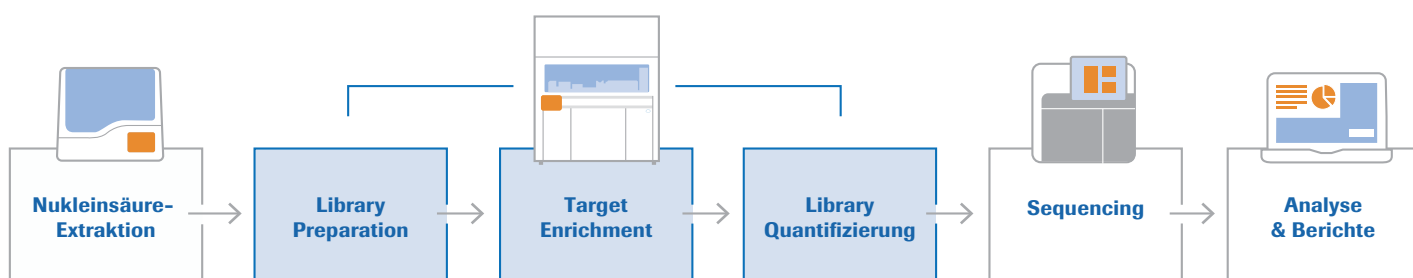 Nukleinsäure-
Extraktion
Library
Preparation
Target
Enrichment
Library
Quantifizierung
Sequencing
Analyse
& Berichte